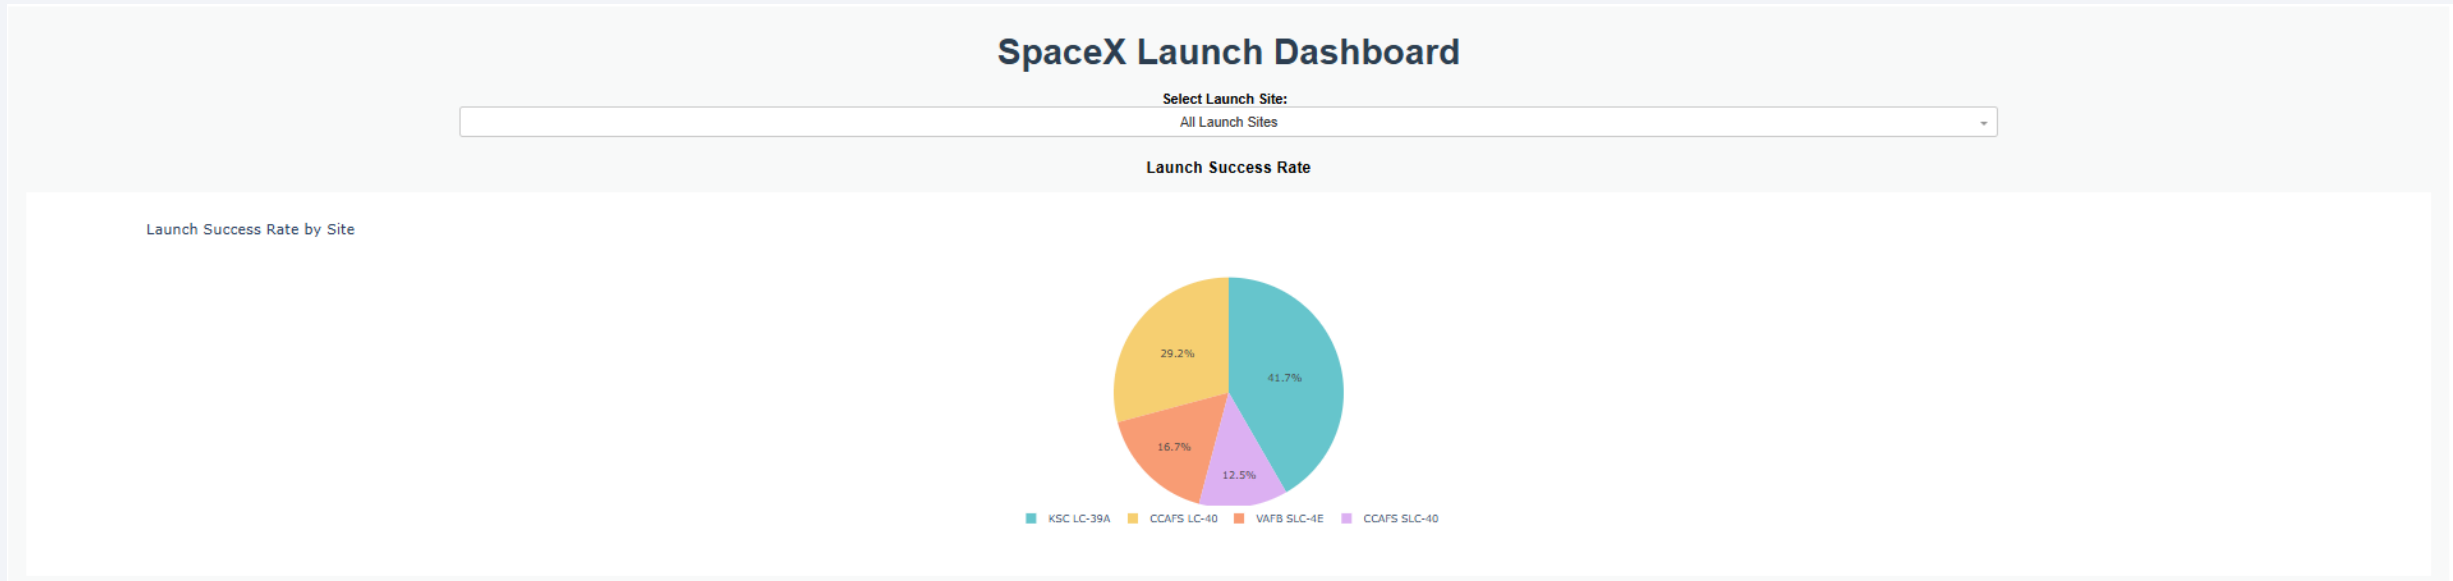 SpaceX Launch Dashboard
Select Launch Site:
All Launch Sites
Launch Success Rate
Launch Success Rate by Site
29.2%
41.7%
16.7%
12.5%
KSC LC-39A CCAFS LC-40 VAFB SLC-4E CCAFS SLC-40